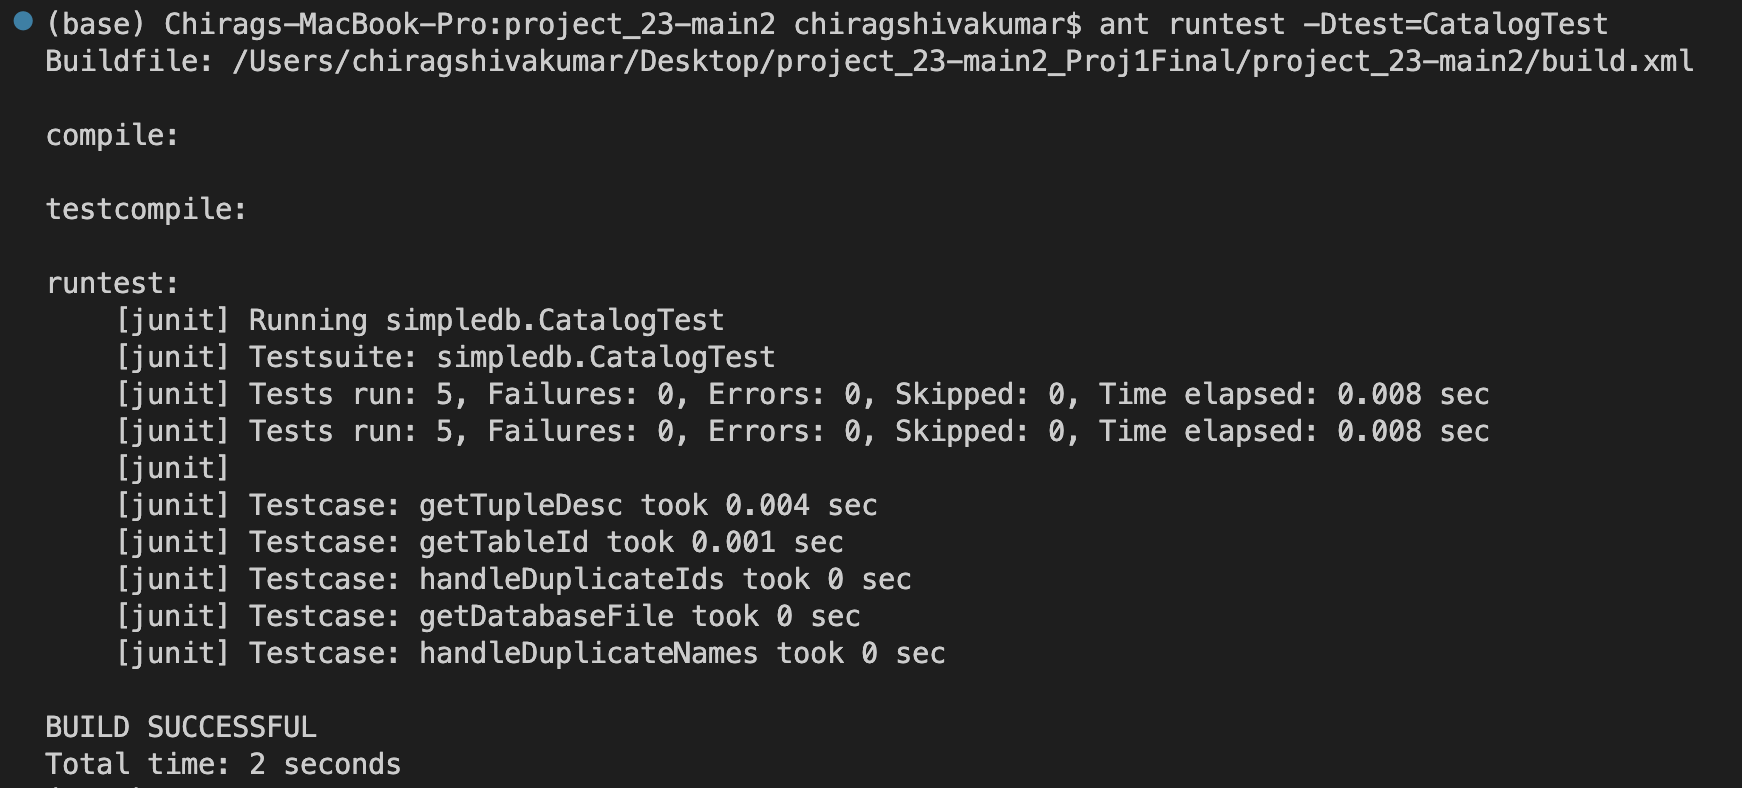 (base) Chirags-MacBook-Pro:project_23-main2 chiragshivakumar$ ant runtest -Dtest=CatalogTest
Buildfile: /Users/chiragshivakumar/Desktop/project_23-main2_Proj1Final/project_23-main2/build.xml
compile:
testcompile:
runtest:
[junit] Running simpledb.CatalogTest
[junit] Testsuite: simpledb.CatalogTest
[junit] Tests run: 5, Failures: 0, Errors: 0, Skipped: 0, Time elapsed: 0.008 sec
[junit] Tests run: 5, Failures: 0, Errors: 0, Skipped: 0, Time elapsed: 0.008 sec
[junit]
[junit] Testcase: getTupleDesc took 0.004 sec
[junit] Testcase: getTableId took 0.001 sec
[junit] Testcase: handleDuplicateIds took 0 sec
[junit] Testcase: getDatabaseFile took 0 sec
[junit] Testcase: handleDuplicateNames took 0 sec
BUILD SUCCESSFUL
Total time: 2 seconds